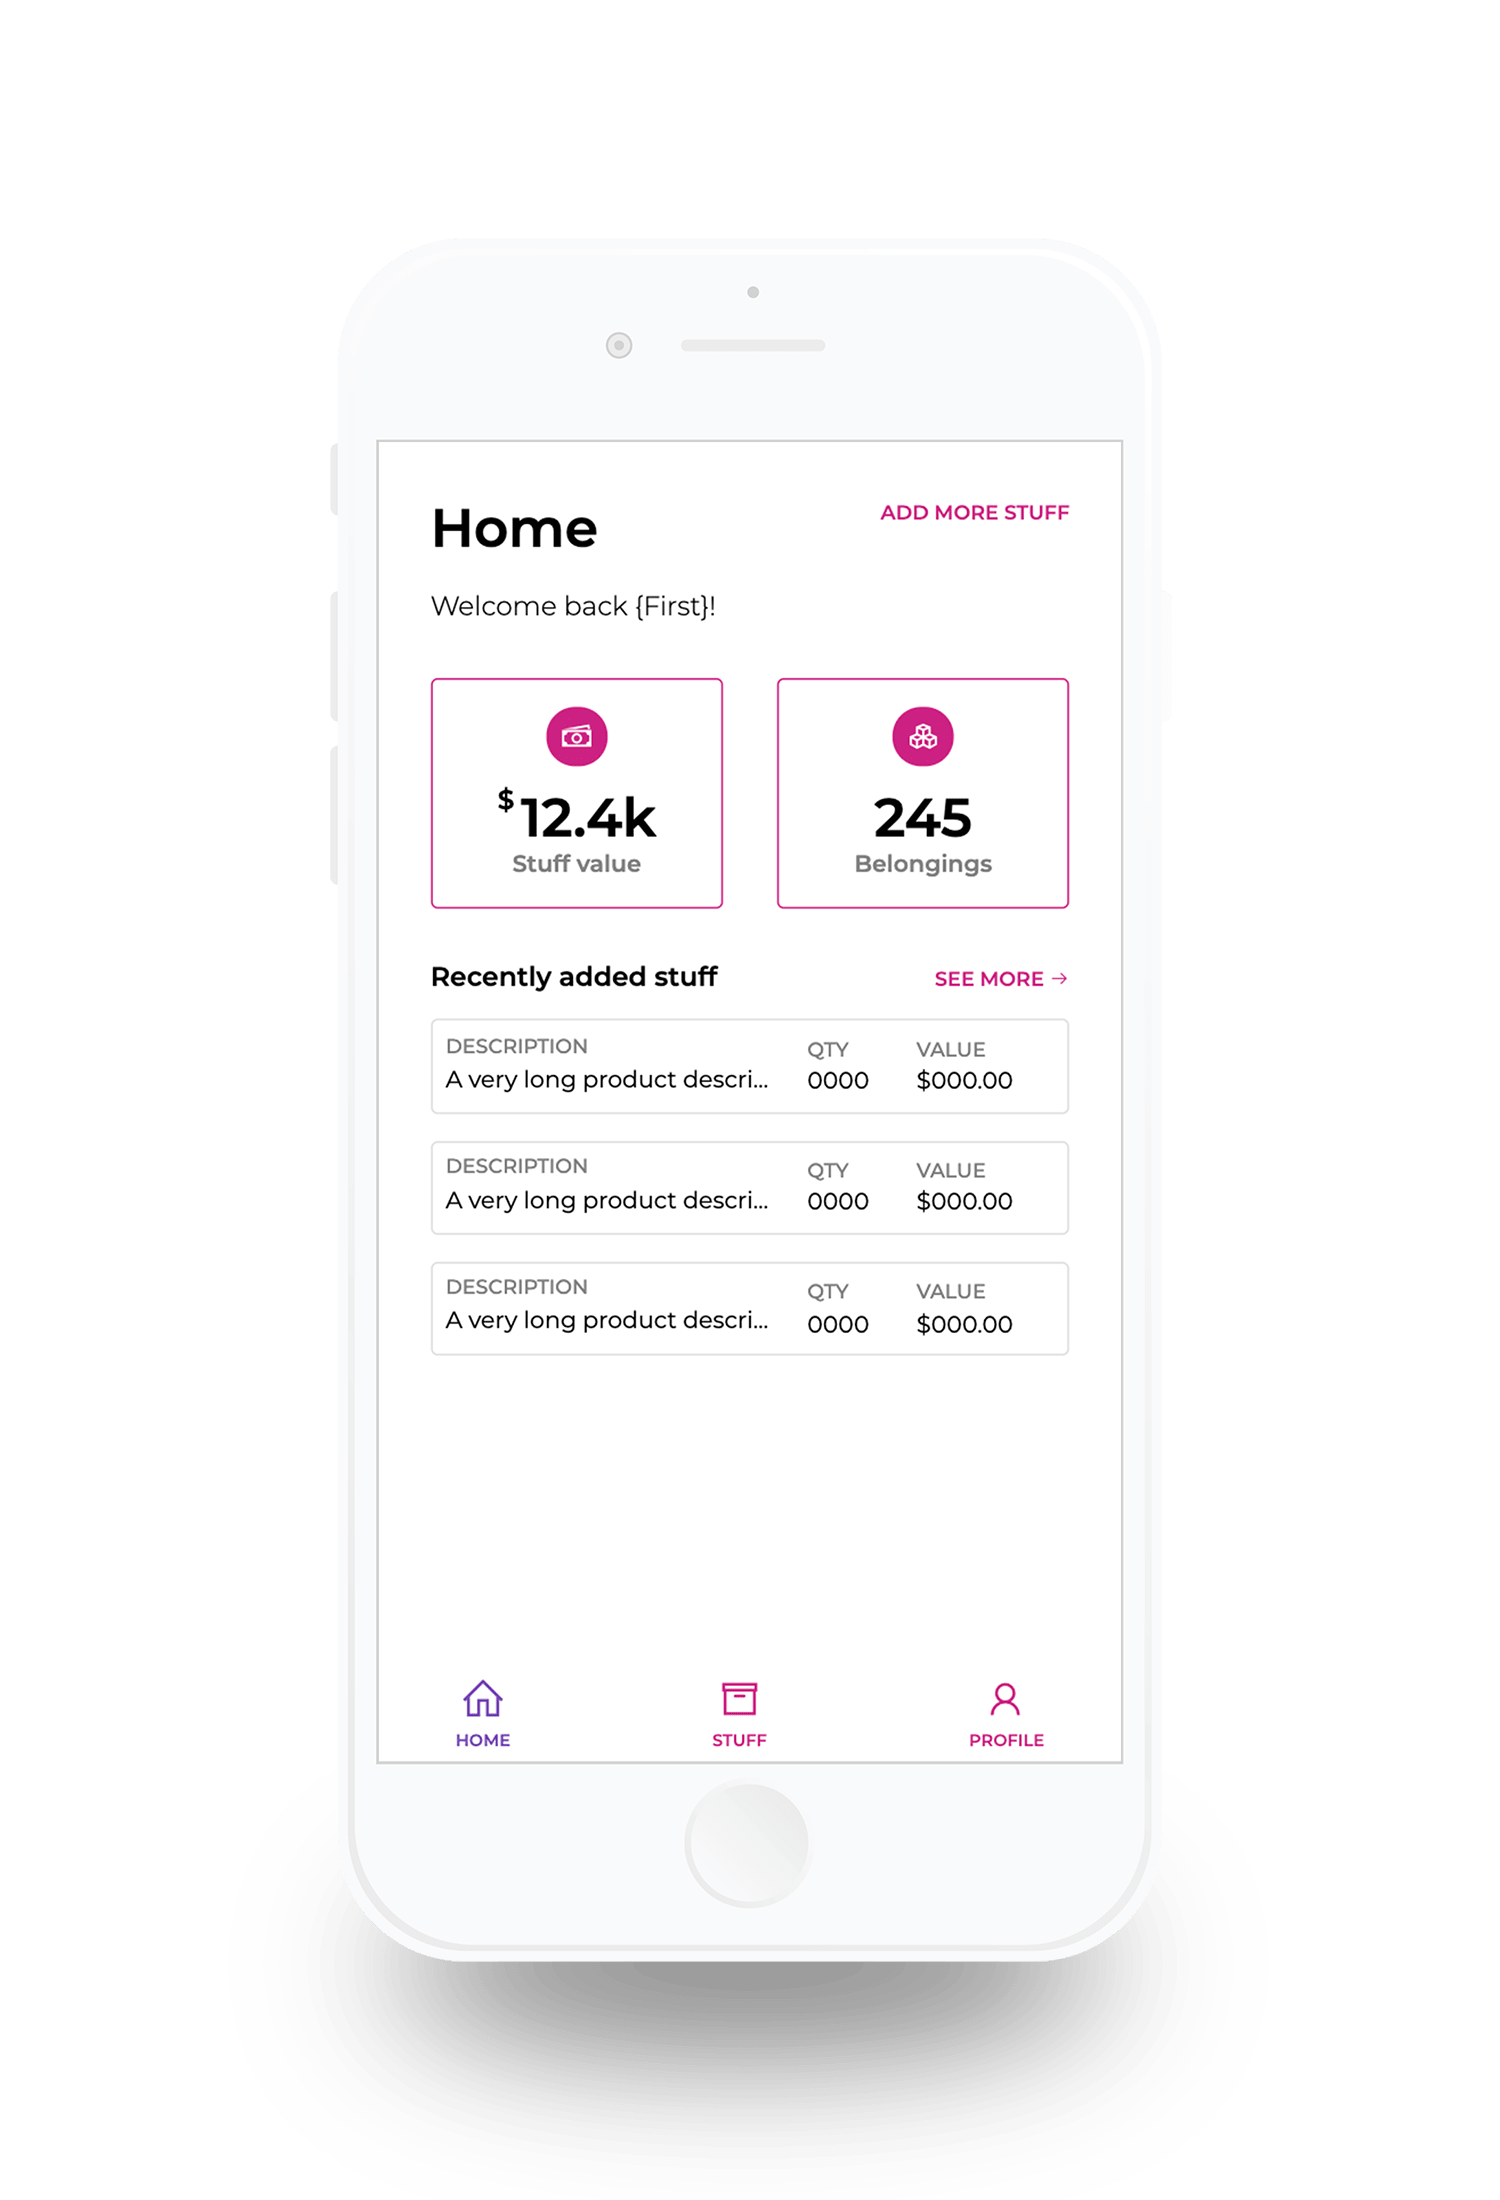 Home
ADD MORE STUFF
Welcome back {First}!
$12.4k
Stuff value
245
Belongings
Recently added stuff
SEE MORE →
DESCRIPTION QTY VALUE
A very long product descri... 0000 $000.00
DESCRIPTION QTY VALUE
A very long product descri... 0000 $000.00
DESCRIPTION QTY VALUE
A very long product descri... 0000 $000.00
HOME STUFF PROFILE